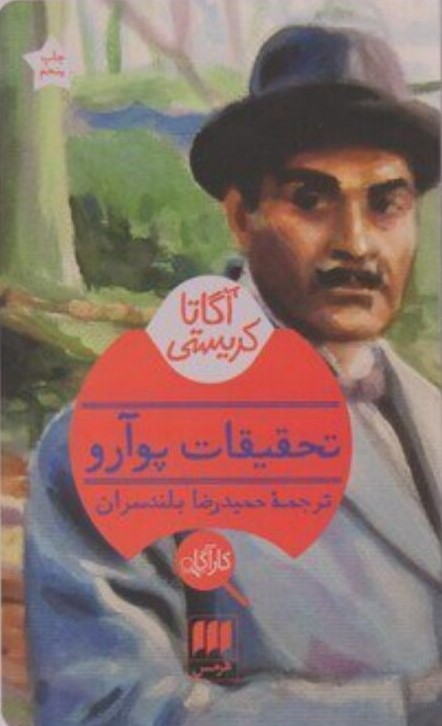 چاپ
پنجم
آگاتا
کریستی
تحقیقات پوآرو
ترجمهٔ حمیدرضا بلندسران
کارآگاه
هرمس